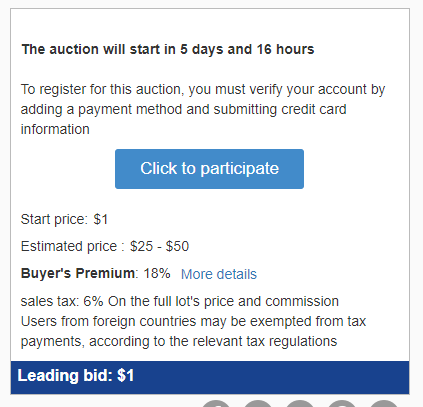 The auction will start in 5 days and 16 hours
To register for this auction, you must verify your account by
adding a payment method and submitting credit card
information
Click to participate
Start price: $1
Estimated price : $25 - $50
Buyer's Premium: 18% More details
sales tax: 6% On the full lot's price and commission
Users from foreign countries may be exempted from tax
payments, according to the relevant tax regulations
Leading bid: $1